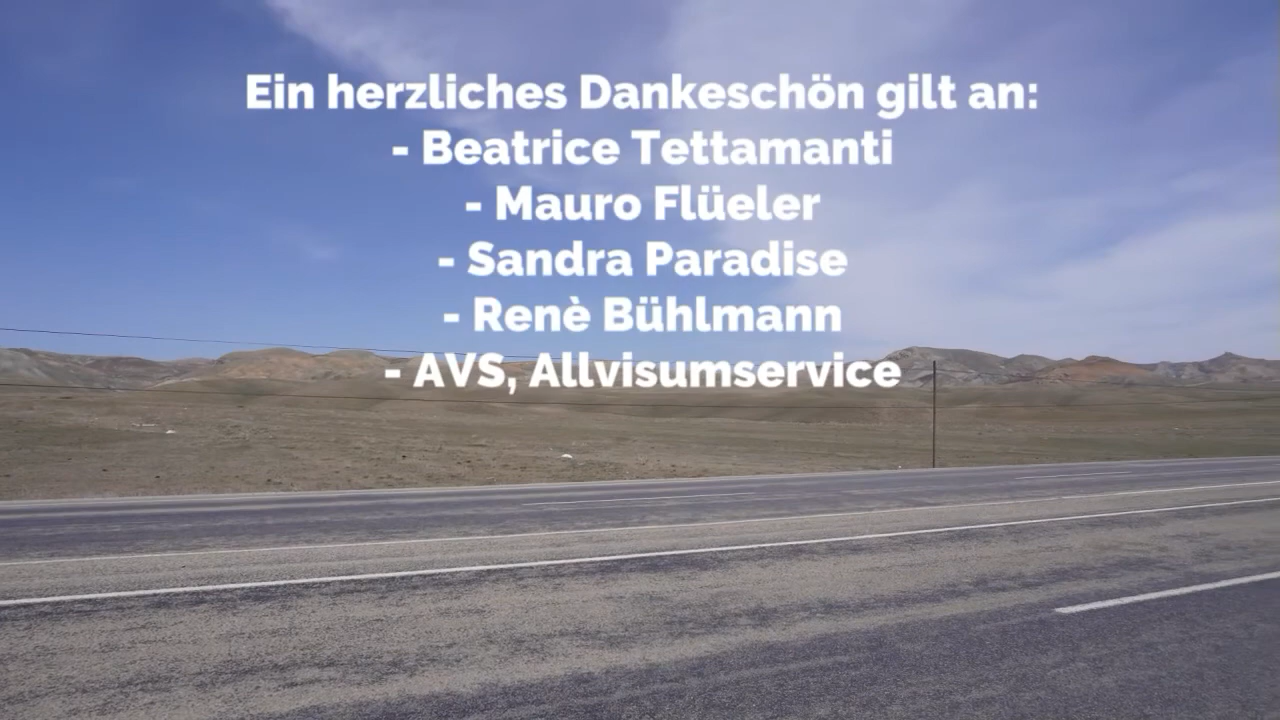 Ein herzliches Dankeschön gilt an:
- Beatrice Tettamanti
- Mauro Flüeler
- Sandra Paradise
- Renè Bühlmann
- AVS, Allvisumservice